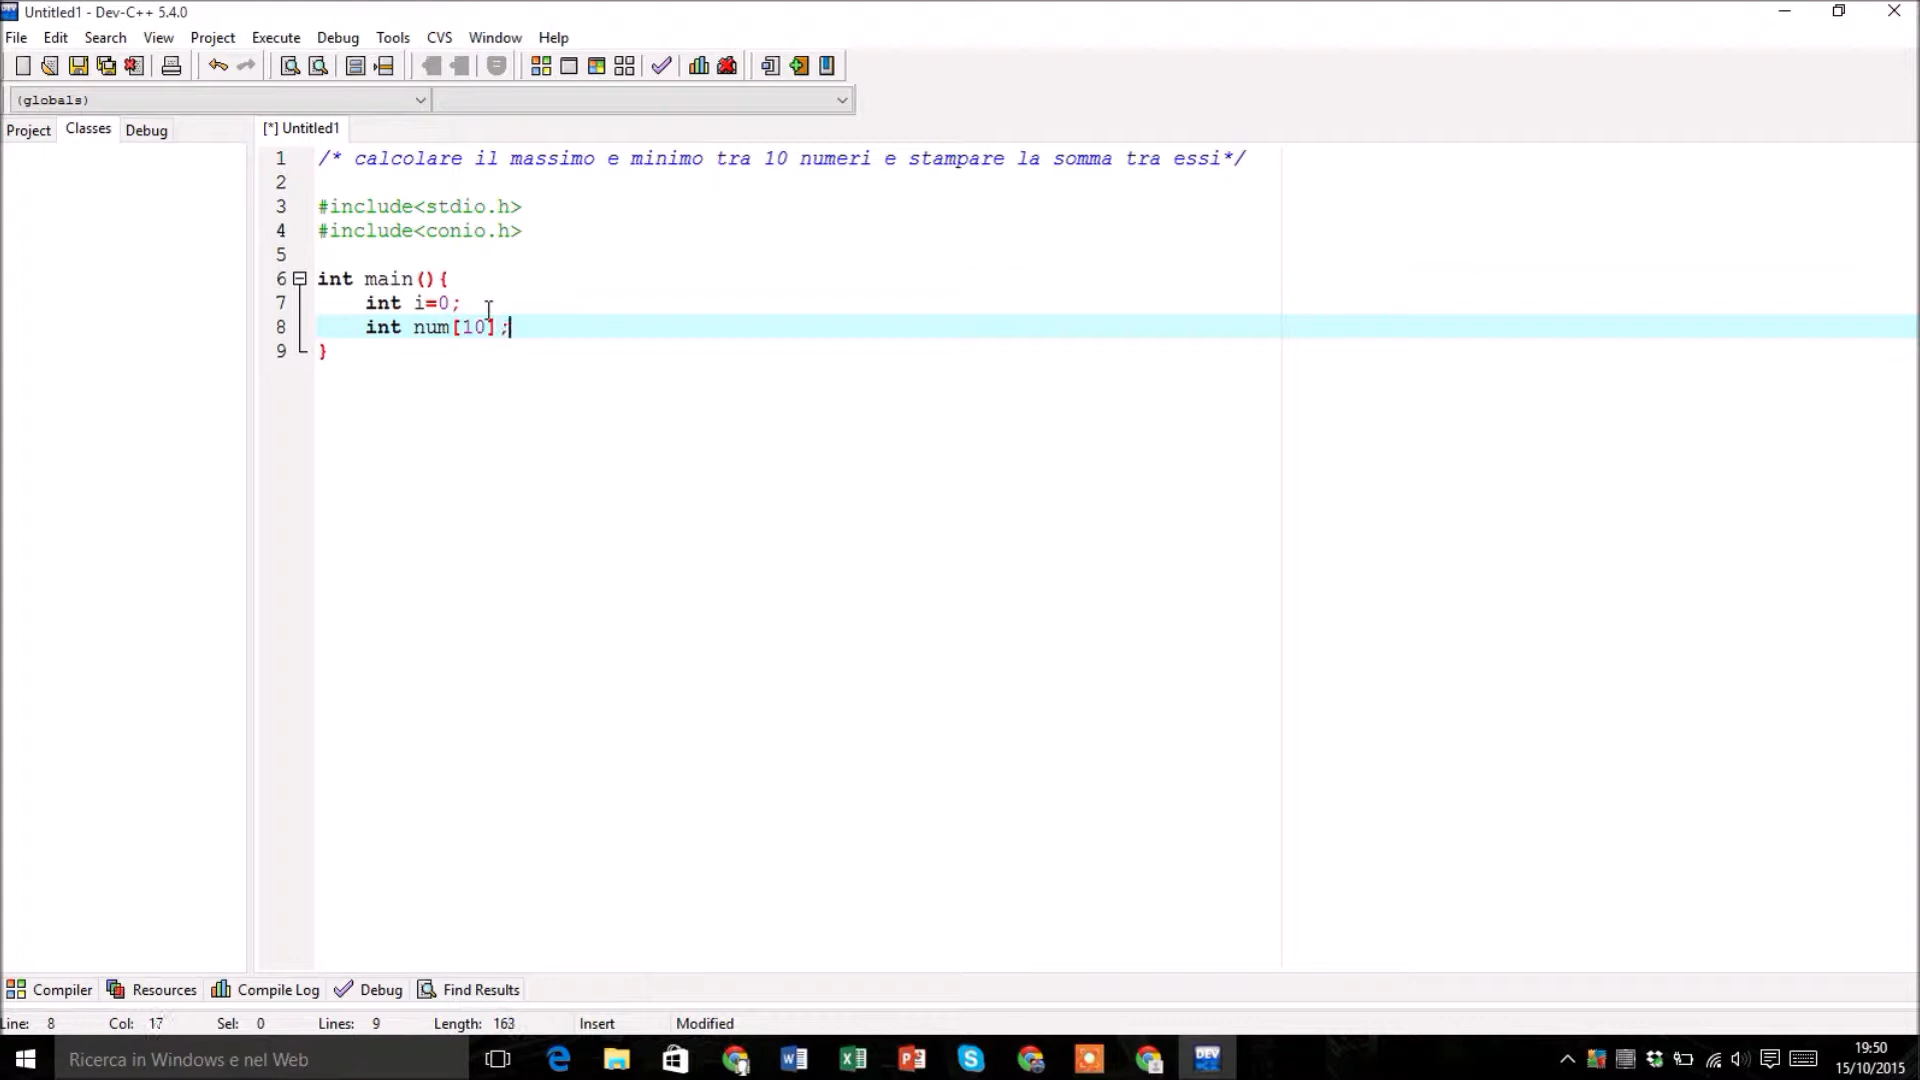 Untitled1 - Dev-C++ 5.4.0
File Edit Search View Project Execute Debug Tools CVS Window Help
(globals)
Project Classes Debug
[*] Untitled1
1 /* calcolare il massimo e minimo tra 10 numeri e stampare la somma tra essi*/
2
3 #include<stdio.h>
4 #include<conio.h>
5
6 int main(){
7 int i=0;
8 int num[10];
9 }
Compiler Resources Compile Log Debug Find Results
Line: 8 Col: 17 Sel: 0 Lines: 9 Length: 163 Insert Modified
Ricerca in Windows e nel Web
DEV
19:50
15/10/2015